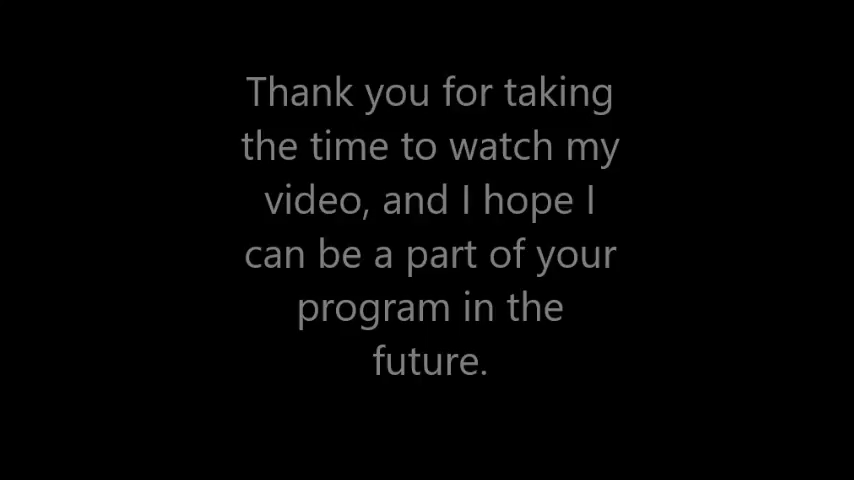 Thank you for taking
the time to watch my
video, and I hope I
can be a part of your
program in the
future.